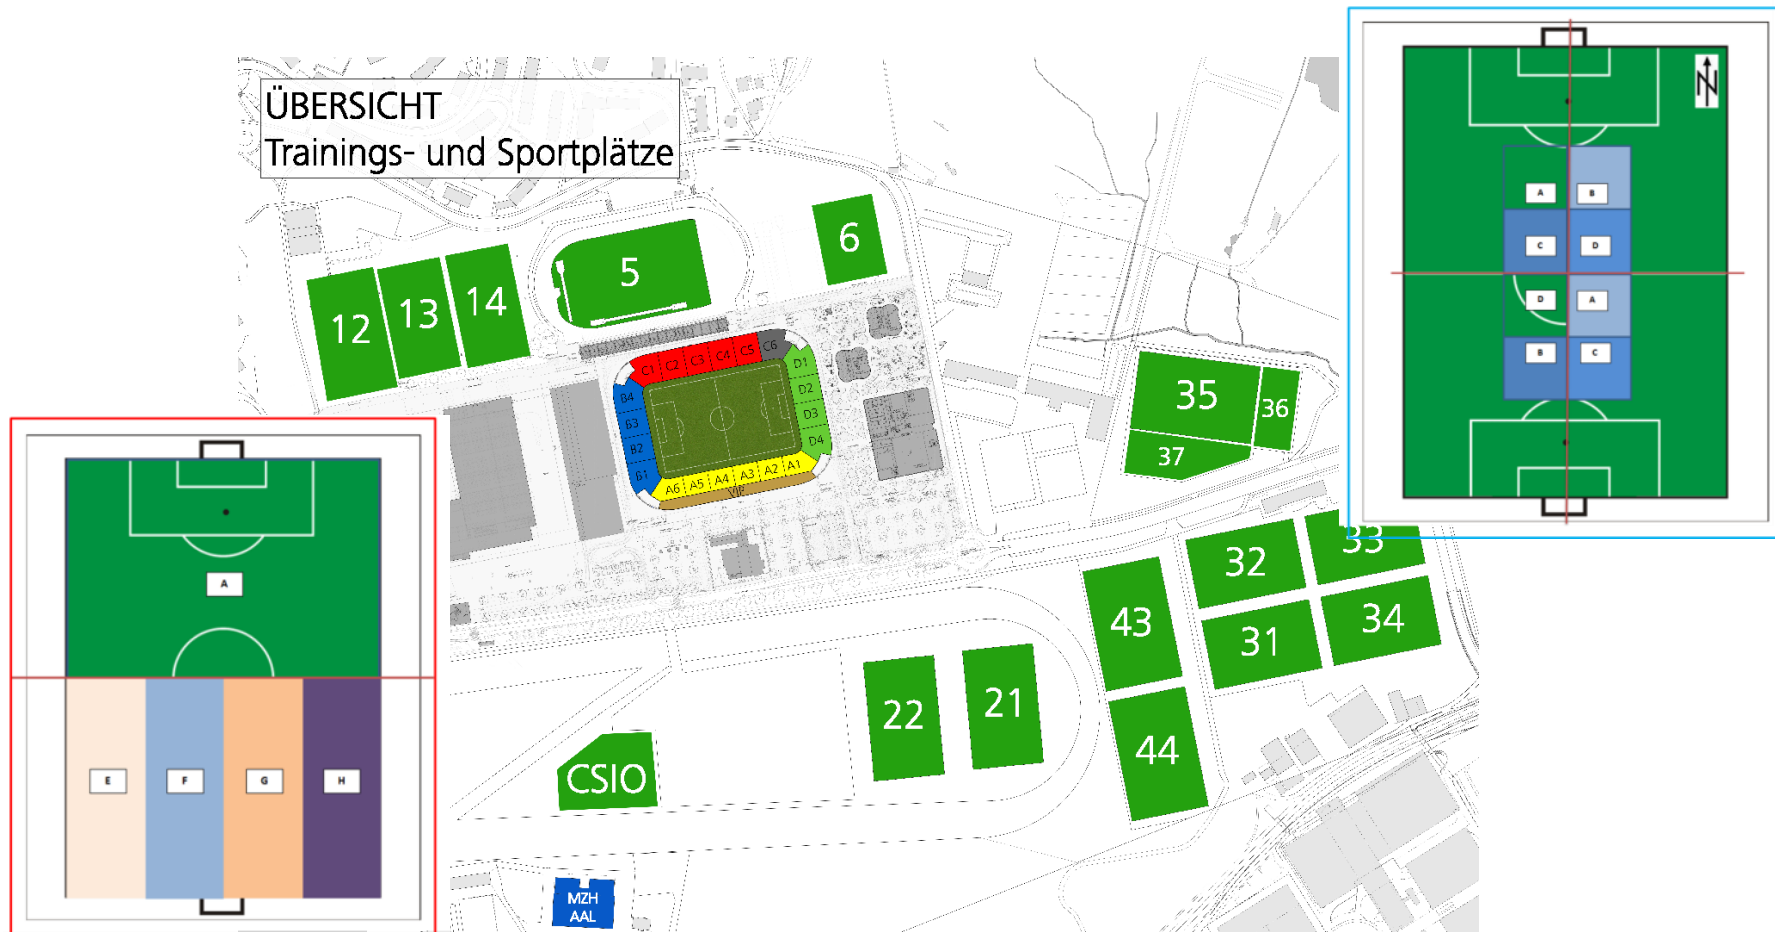 ÜBERSICHT
Trainings- und Sportplätze
12
13
14
5
6
C1 C2 C3 C4 C5 C6
B4
B3
B2
B1
D1
D2
D3
D4
A6 A5 A4 A3 A2 A1
VIP
35
36
37
32
33
31
34
43
44
22
21
CSIO
MZH
AAL
A
E F G H
N
A B
C D
D A
B C